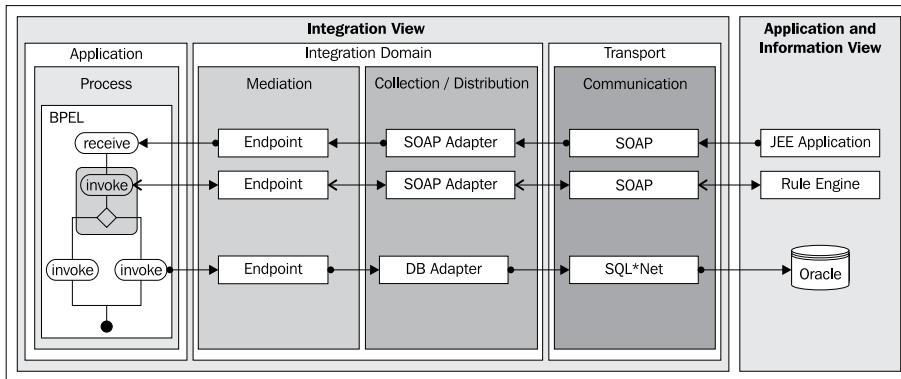 Integration View
Application and
Information View
Application
Integration Domain
Transport
Process
Mediation
Collection / Distribution
Communication
BPEL
receive
Endpoint
SOAP Adapter
SOAP
JEE Application
invoke
Endpoint
SOAP Adapter
SOAP
Rule Engine
invoke
invoke
Endpoint
DB Adapter
SQL*Net
Oracle